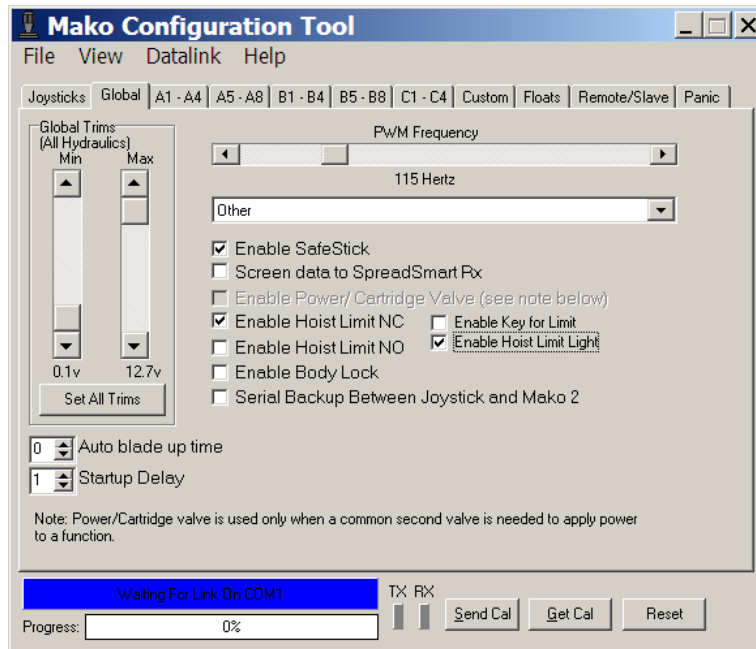 Mako Configuration Tool
File View Datalink Help
Joysticks Global A1 - A4 A5 - A8 B1 - B4 B5 - B8 C1 - C4 Custom Floats Remote/Slave Panic
Global Trims
(All Hydraulics)
Min Max
0.1v 12.7v
Set All Trims
PWM Frequency
115 Hertz
Other
Enable SafeStick
Screen data to SpreadSmart Rx
Enable Power/ Cartridge Valve (see note below)
Enable Hoist Limit NC Enable Key for Limit
Enable Hoist Limit NO Enable Hoist Limit Light
Enable Body Lock
Serial Backup Between Joystick and Mako 2
0 Auto blade up time
1 Startup Delay
Note: Power/Cartridge valve is used only when a common second valve is needed to apply power
to a function.
Waiting For Link On COM1
TX RX
Send Cal Get Cal Reset
Progress: 0%